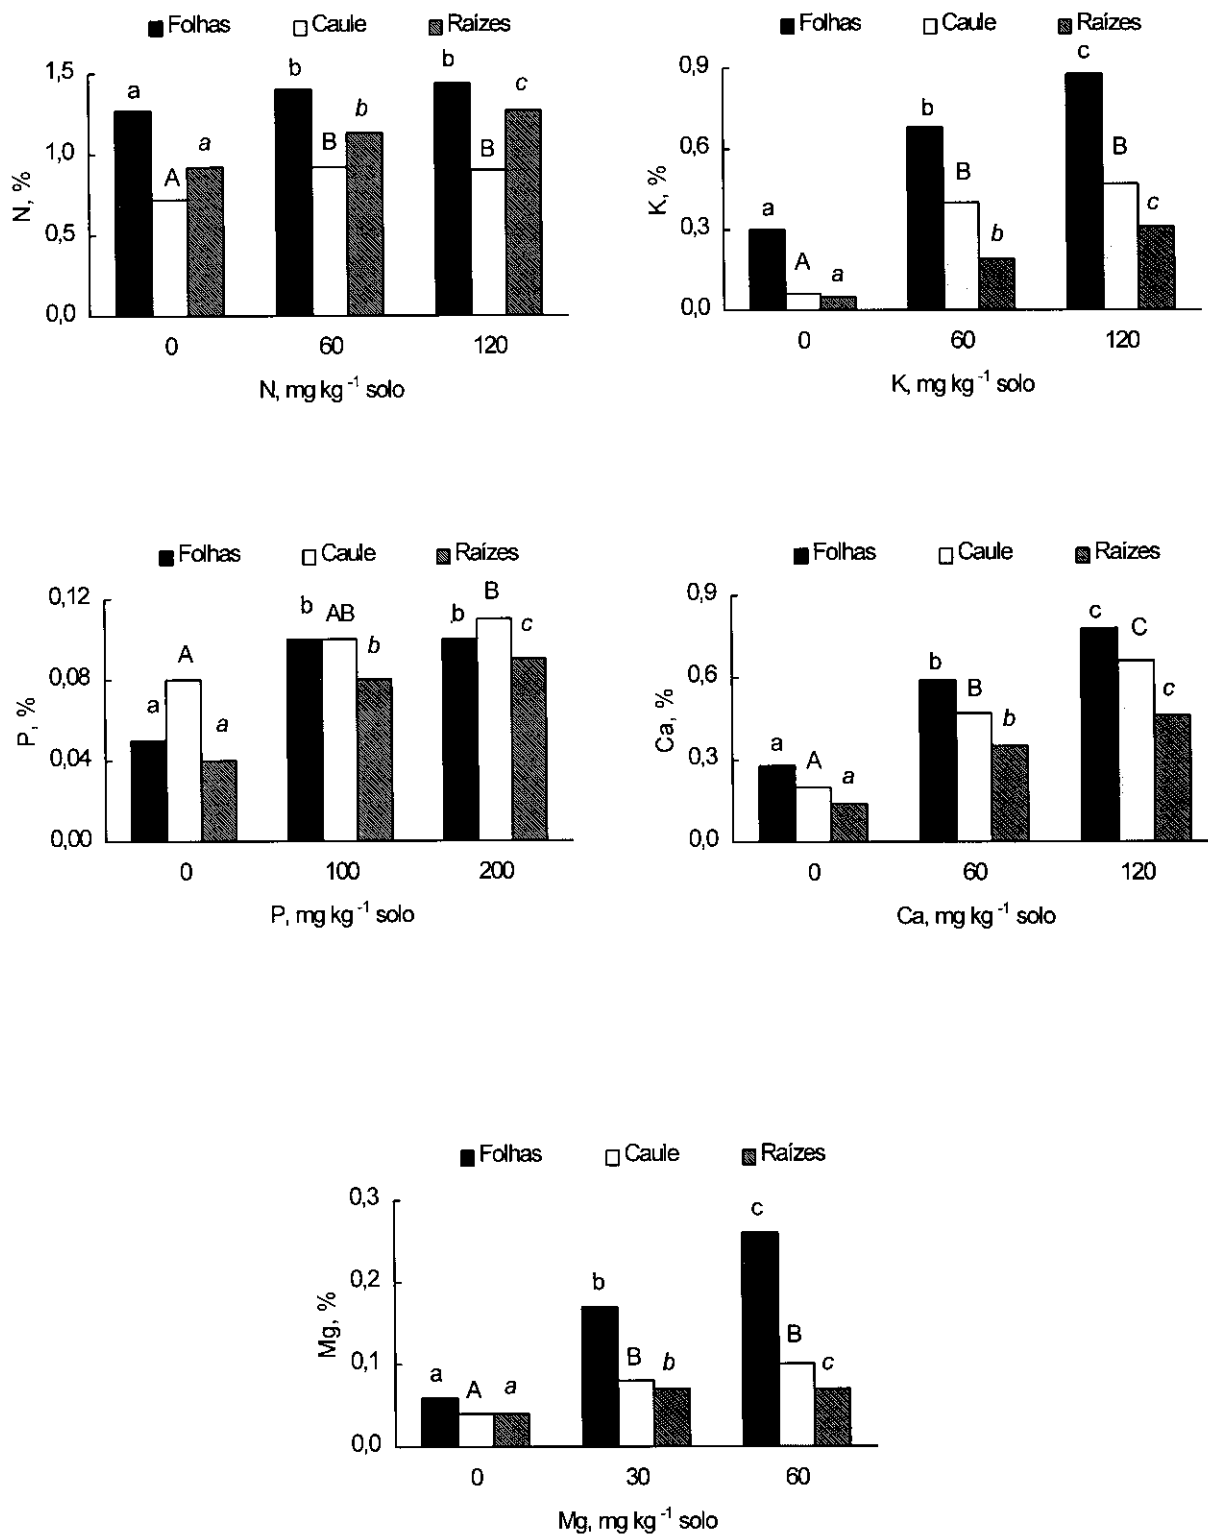 Folhas Caule Raízes
N, %
1,5
1,0
0,5
0,0
a A a
b B b
b B c
0 60 120
N, mg kg -1 solo
Folhas Caule Raízes
K, %
0,9
0,6
0,3
0,0
a A a
b B b
c B c
0 60 120
K, mg kg -1 solo
Folhas Caule Raízes
P, %
0,12
0,08
0,04
0,00
a A a
b AB b
b B c
0 100 200
P, mg kg -1 solo
Folhas Caule Raízes
Ca, %
0,9
0,6
0,3
0,0
a A a
b B b
c C c
0 60 120
Ca, mg kg -1 solo
Folhas Caule Raízes
Mg, %
0,3
0,2
0,1
0,0
a A a
b B b
c B c
0 30 60
Mg, mg kg -1 solo